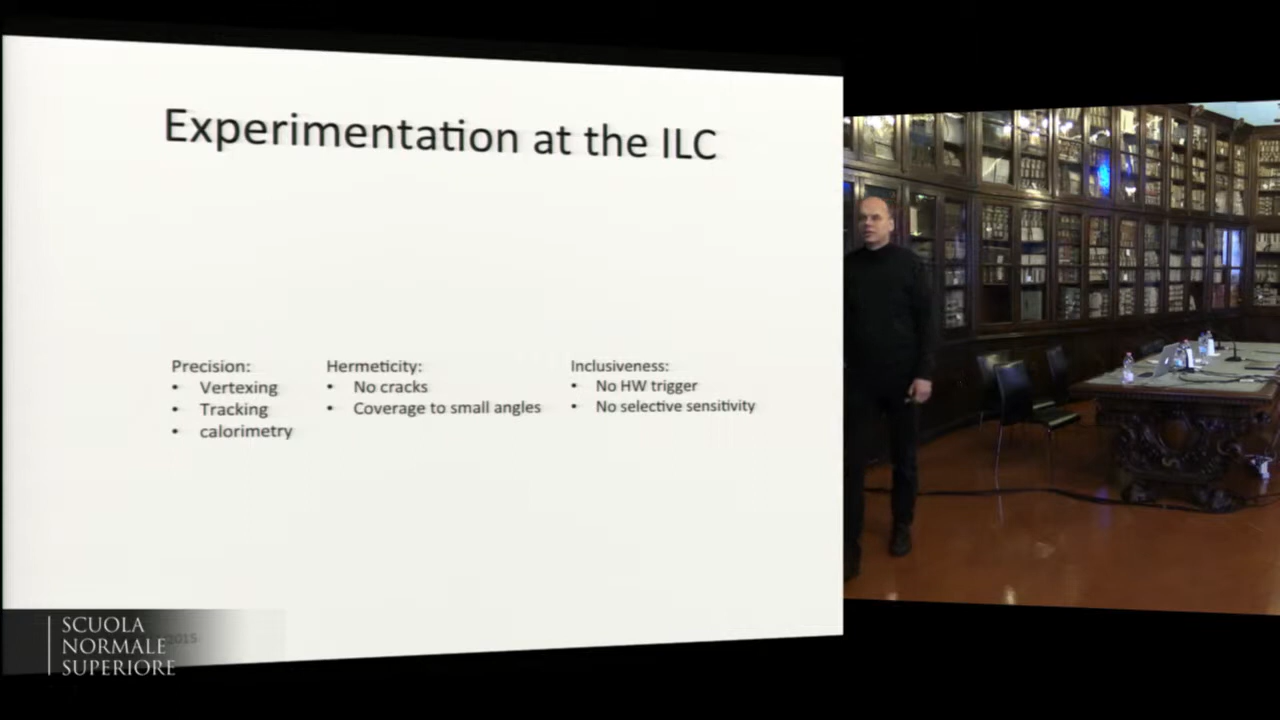 Experimentation at the ILC
Precision:
• Vertexing
• Tracking
• calorimetry
Hermeticity:
• No cracks
• Coverage to small angles
Inclusiveness:
• No HW trigger
• No selective sensitivity
2015
SCUOLA
NORMALE
SUPERIORE